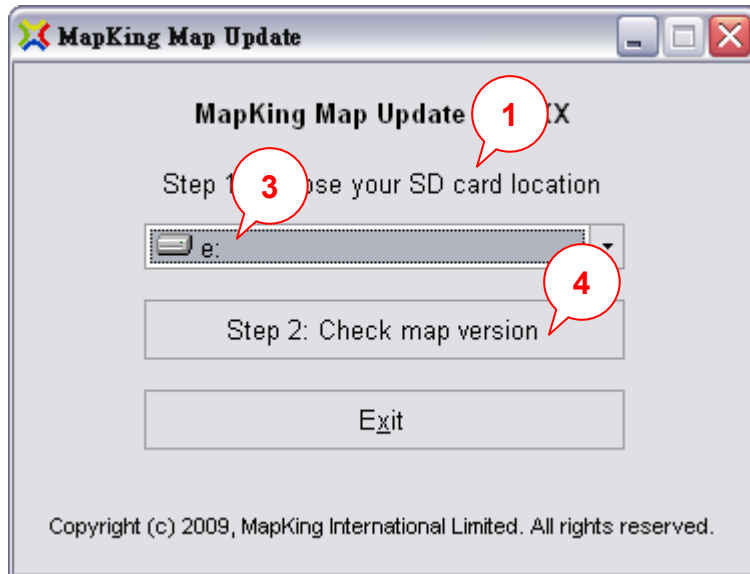 MapKing Map Update
MapKing Map Update X
1
Step 1 your SD card location
3
e:
4
Step 2: Check map version
Exit
Copyright (c) 2009, MapKing International Limited. All rights reserved.